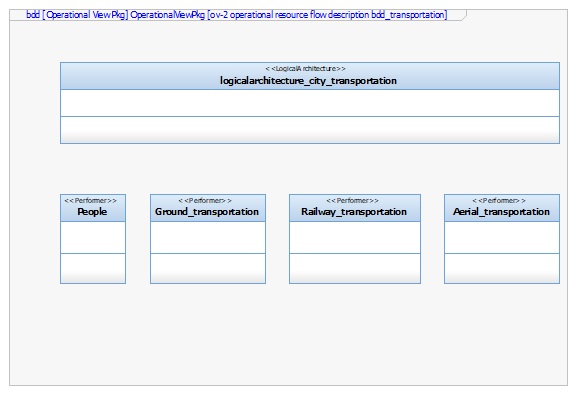 bdd [Operational ViewPkg] OperationalViewPkg [ov-2 operational resource flow description bdd_transportation]
<<LogicalArchitecture>>
logicalarchitecture_city_transportation
<<Performer>> <<Performer>> <<Performer>> <<Performer>>
People Ground_transportation Railway_transportation Aerial_transportation